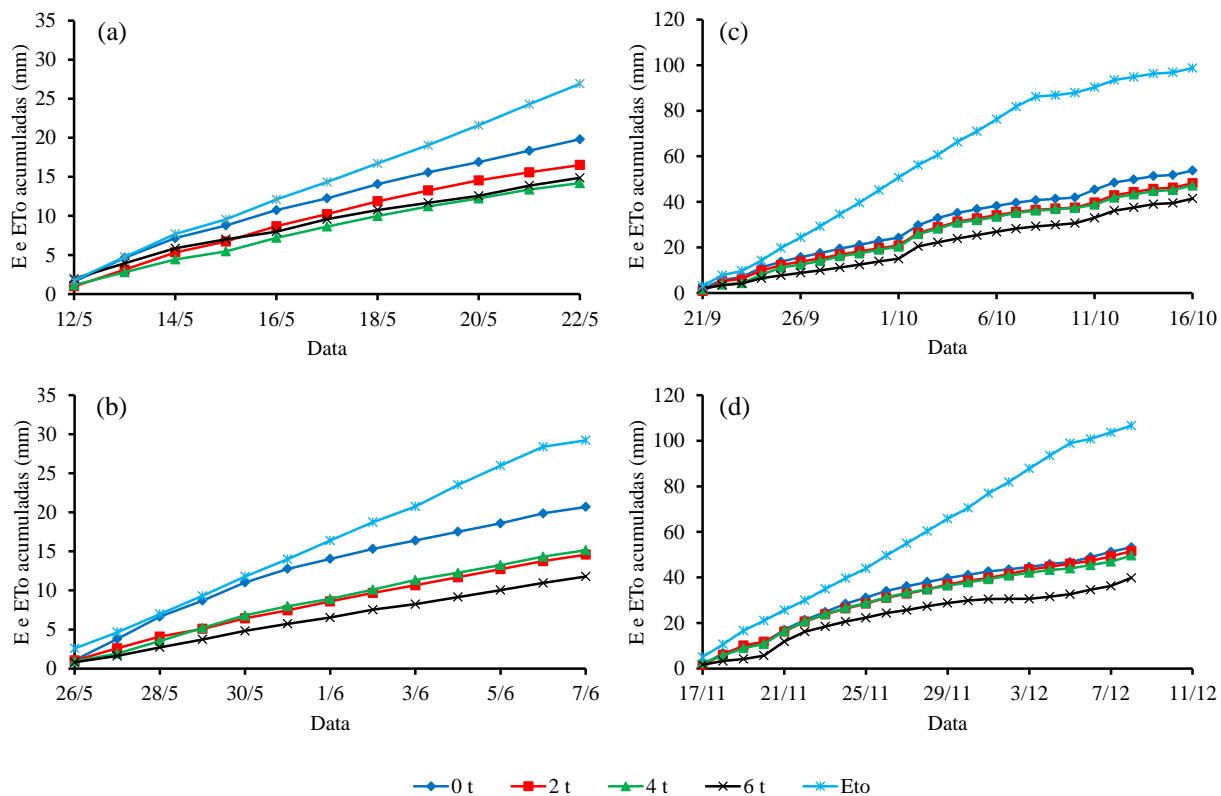 (a)
E e ETo acumuladas (mm)
35
30
25
20
15
10
5
0
12/5 14/5 16/5 18/5 20/5 22/5
Data
(c)
E e ETo acumuladas (mm)
120
100
80
60
40
20
0
21/9 26/9 1/10 6/10 11/10 16/10
Data
(b)
E e ETo acumuladas (mm)
35
30
25
20
15
10
5
0
26/5 28/5 30/5 1/6 3/6 5/6 7/6
Data
(d)
E e ETo acumuladas (mm)
120
100
80
60
40
20
0
17/11 21/11 25/11 29/11 3/12 7/12 11/12
Data
0 t 2 t 4 t 6 t Eto